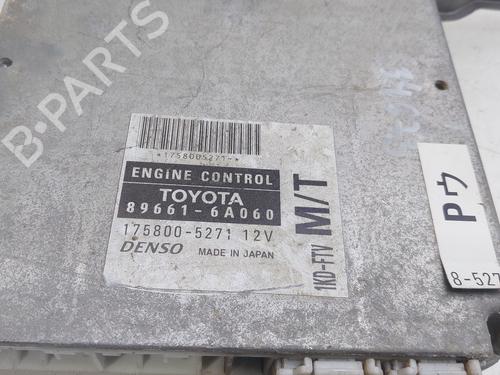 *1758005271-*
ENGINE CONTROL
TOYOTA
89661-6A060
175800-5271 12V
DENSO MADE IN JAPAN
M/T
1KD-FTV
Pウ
8-527
B-PARTS